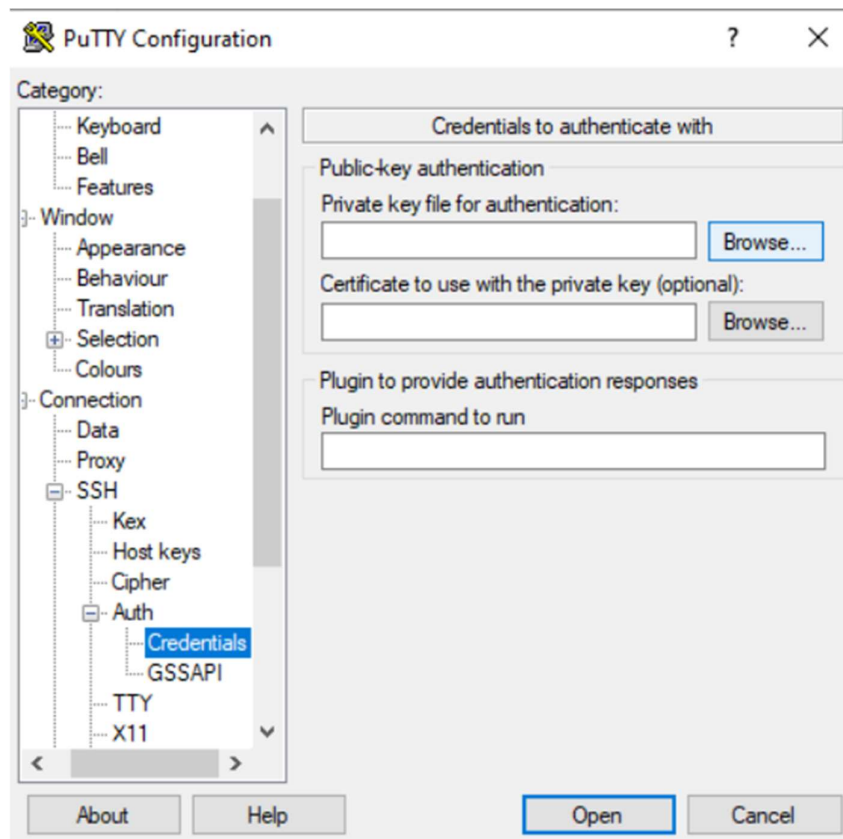 PuTTY Configuration
?
Category:
Keyboard
Bell
Features
Window
Appearance
Behaviour
Translation
Selection
Colours
Connection
Data
Proxy
SSH
Kex
Host keys
Cipher
Auth
Credentials
GSSAPI
TTY
X11
Credentials to authenticate with
Public-key authentication
Private key file for authentication:
Browse...
Certificate to use with the private key (optional):
Browse...
Plugin to provide authentication responses
Plugin command to run
About
Help
Open
Cancel